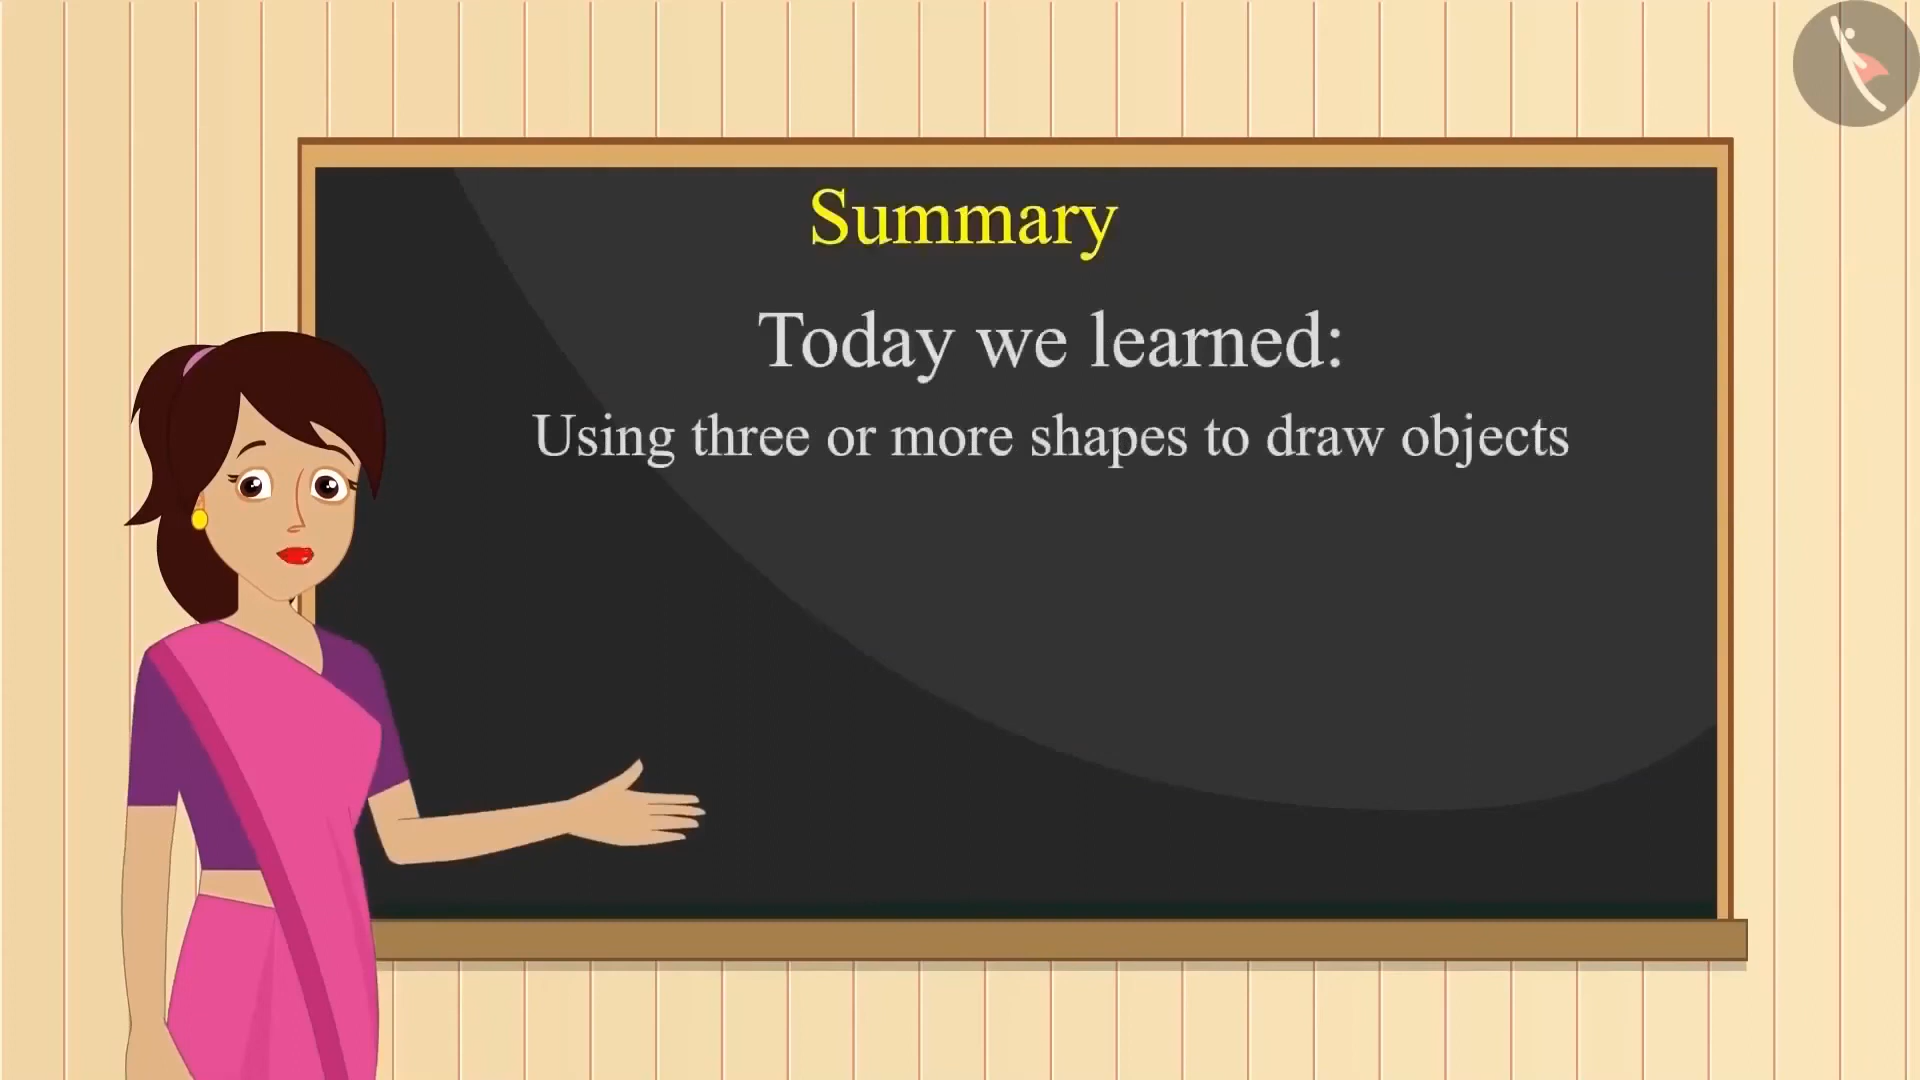 Summary
Today we learned:
Using three or more shapes to draw objects